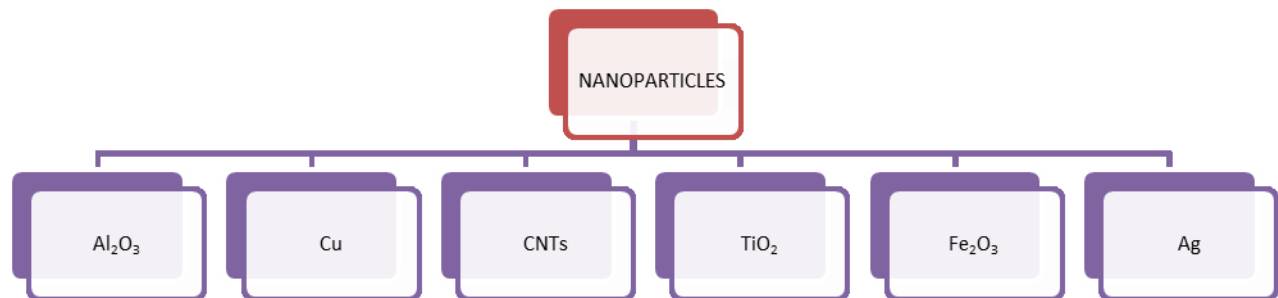 NANOPARTICLES
Al₂O₃
Cu
CNTs
TiO₂
Fe₂O₃
Ag